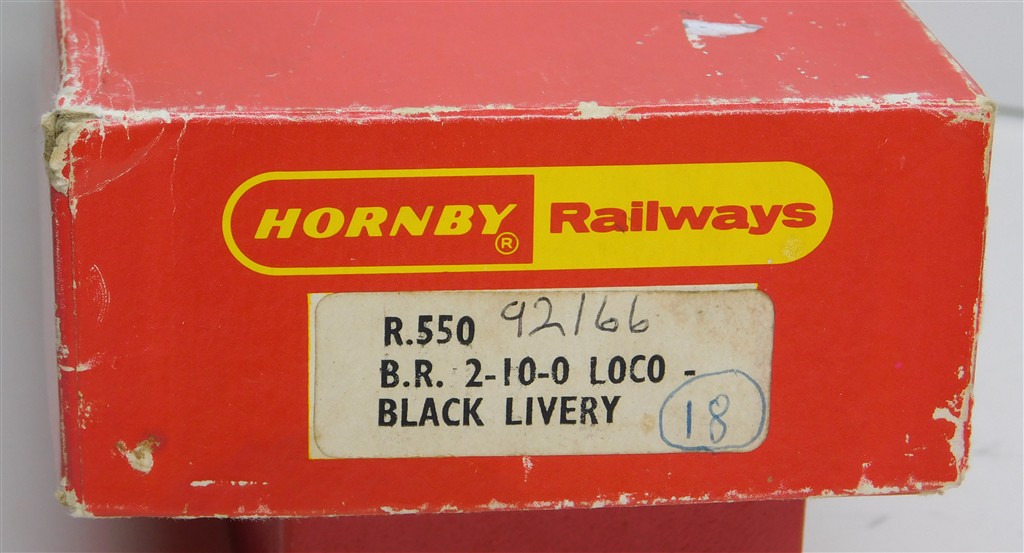 HORNBY ® Railways
R.550 92166
B.R. 2-10-0 LOCO -
BLACK LIVERY 18